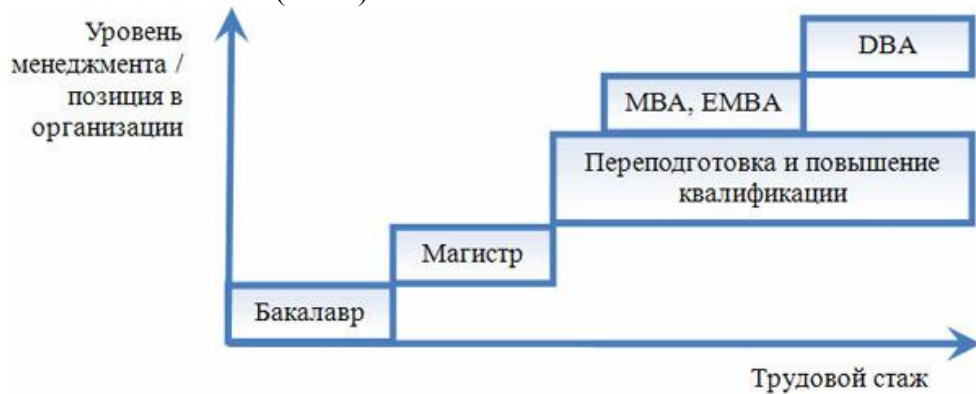 Уровень
менеджмента /
позиция в
организации
DBA
MBA, EMBA
Переподготовка и повышение
квалификации
Магистр
Бакалавр
Трудовой стаж